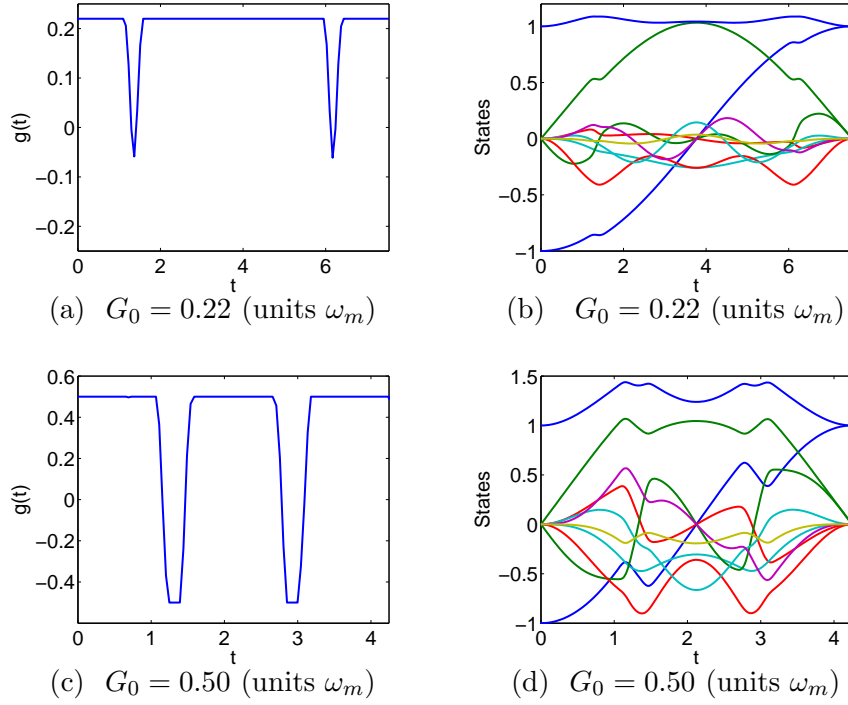 0.2
0.1
0
−0.1
−0.2
g(t)
0 2 4 6
t
(a) G₀ = 0.22 (units ωₘ)
1
0.5
0
−0.5
−1
States
0 2 4 6
t
(b) G₀ = 0.22 (units ωₘ)
0.6
0.4
0.2
0
−0.2
−0.4
g(t)
0 1 2 3 4
t
(c) G₀ = 0.50 (units ωₘ)
1.5
1
0.5
0
−0.5
−1
States
0 1 2 3 4
t
(d) G₀ = 0.50 (units ωₘ)